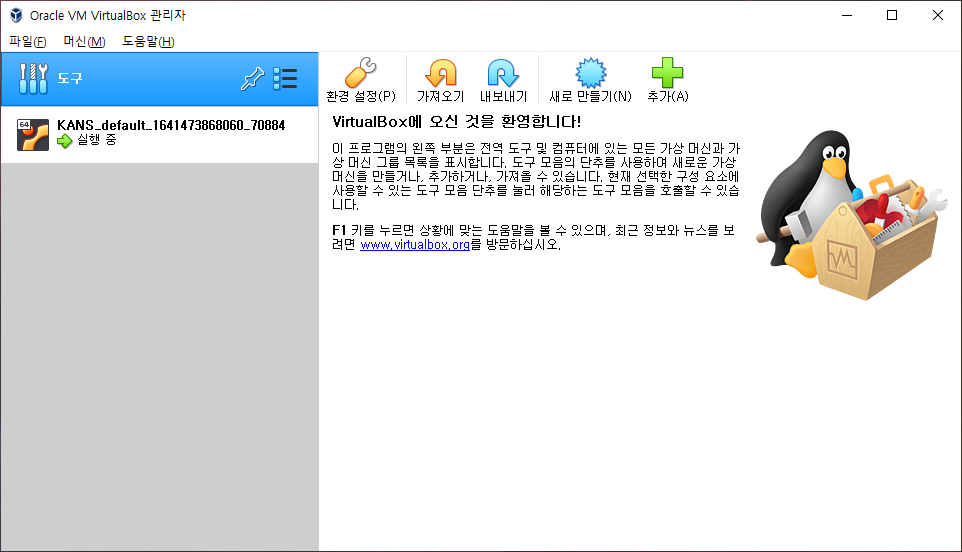 Oracle VM VirtualBox 관리자
파일(F) 머신(M) 도움말(H)
도구
환경 설정(P) 가져오기 내보내기 새로 만들기(N) 추가(A)
64
KANS_default_1641473868060_70884
실행 중
VirtualBox에 오신 것을 환영합니다!
이 프로그램의 왼쪽 부분은 전역 도구 및 컴퓨터에 있는 모든 가상 머신과 가
상 머신 그룹 목록을 표시합니다. 도구 모음의 단추를 사용하여 새로운 가상
머신을 만들거나, 추가하거나, 가져올 수 있습니다. 현재 선택한 구성 요소에
사용할 수 있는 도구 모음 단추를 눌러 해당하는 도구 모음을 호출할 수 있습
니다.
F1 키를 누르면 상황에 맞는 도움말을 볼 수 있으며, 최근 정보와 뉴스를 보
려면 www.virtualbox.org를 방문하십시오.